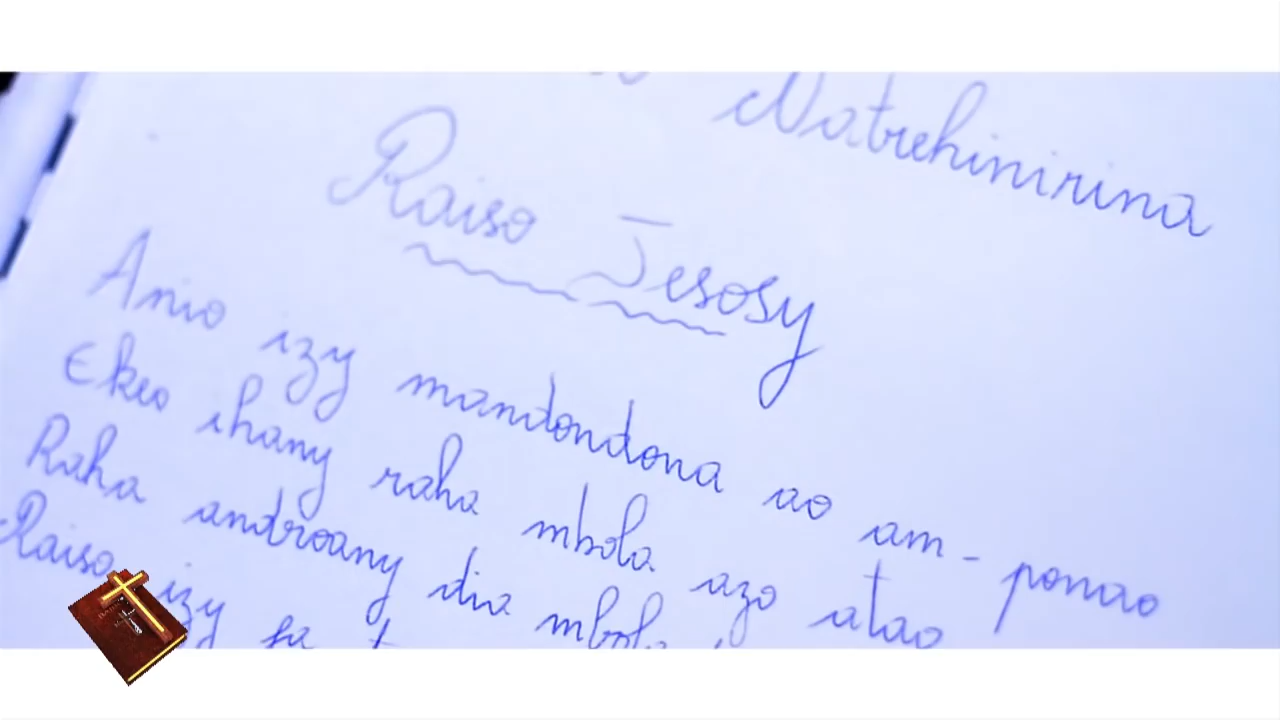 Natrehinirina
Raiso Jesosy
Anio izy mandondona ao am-ponao
Ekeo ihany raha mbola azo atao
Raha androany dia mbola
Raiso izy fa